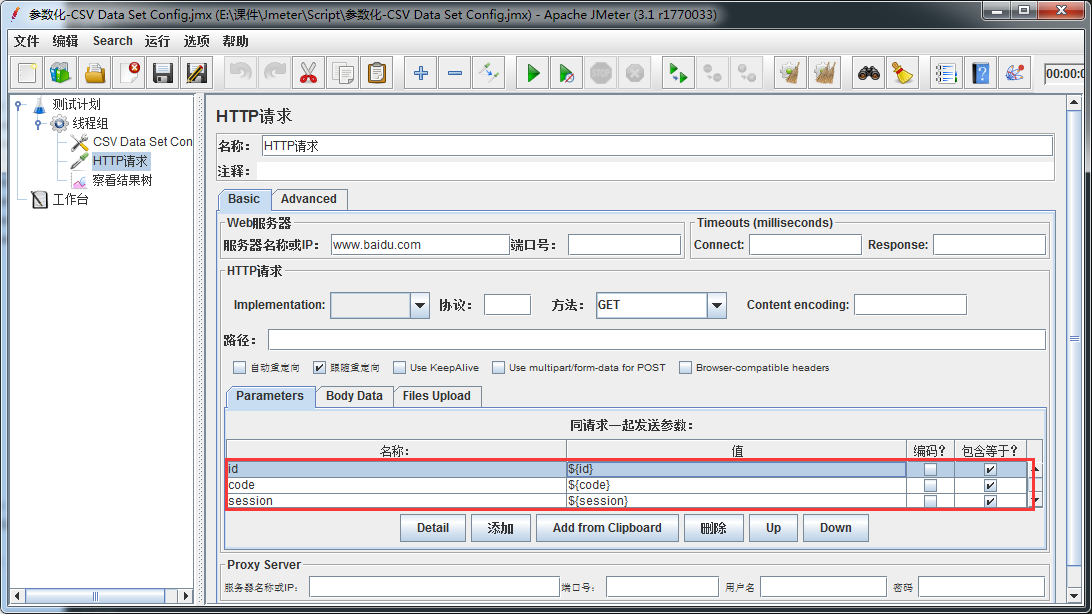 参数化-CSV Data Set Config.jmx (E:\课件\Jmeter\Script\参数化-CSV Data Set Config.jmx) - Apache JMeter (3.1 r1770033)
文件 编辑 Search 运行 选项 帮助
STOP
00:00:0
测试计划
线程组
CSV Data Set Con
HTTP请求
察看结果树
工作台
HTTP请求
名称： HTTP请求
注释：
Basic Advanced
Web服务器
服务器名称或IP： www.baidu.com 端口号：
Timeouts (milliseconds)
Connect: Response:
HTTP请求
Implementation: 协议： 方法： GET Content encoding:
路径：
自动重定向 跟随重定向 Use KeepAlive Use multipart/form-data for POST Browser-compatible headers
Parameters Body Data Files Upload
同请求一起发送参数：
名称： 值 编码? 包含等于?
id ${id}
code ${code}
session ${session}
Detail 添加 Add from Clipboard 删除 Up Down
Proxy Server
服务器名称或IP： 端口号： 用户名 密码